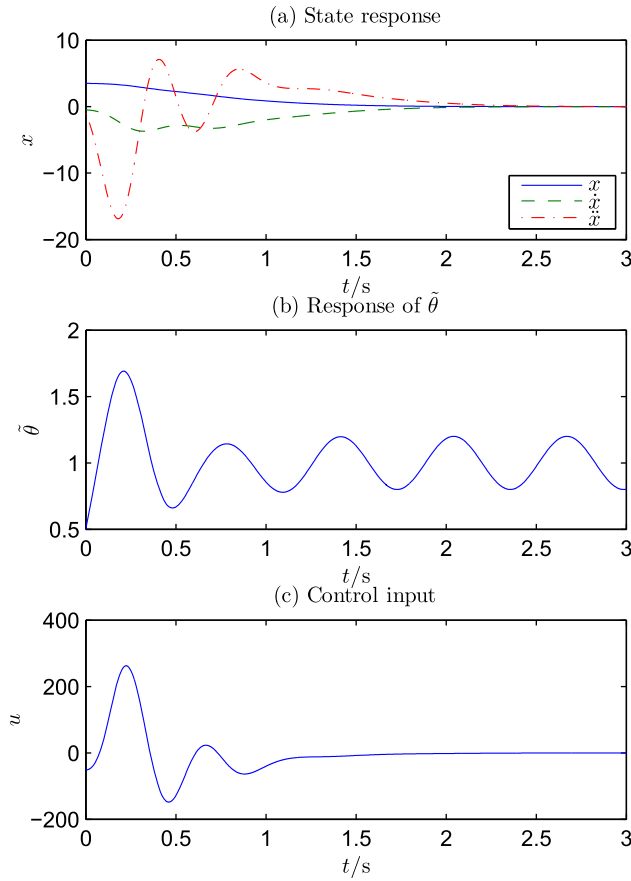 (a) State response
10
0
−10
−20
x
x
ẋ
ẍ
0 0.5 1 1.5 2 2.5 3
t/s
(b) Response of θ̃
2
1.5
1
0.5
θ̃
0 0.5 1 1.5 2 2.5 3
t/s
(c) Control input
400
200
0
−200
u
0 0.5 1 1.5 2 2.5 3
t/s